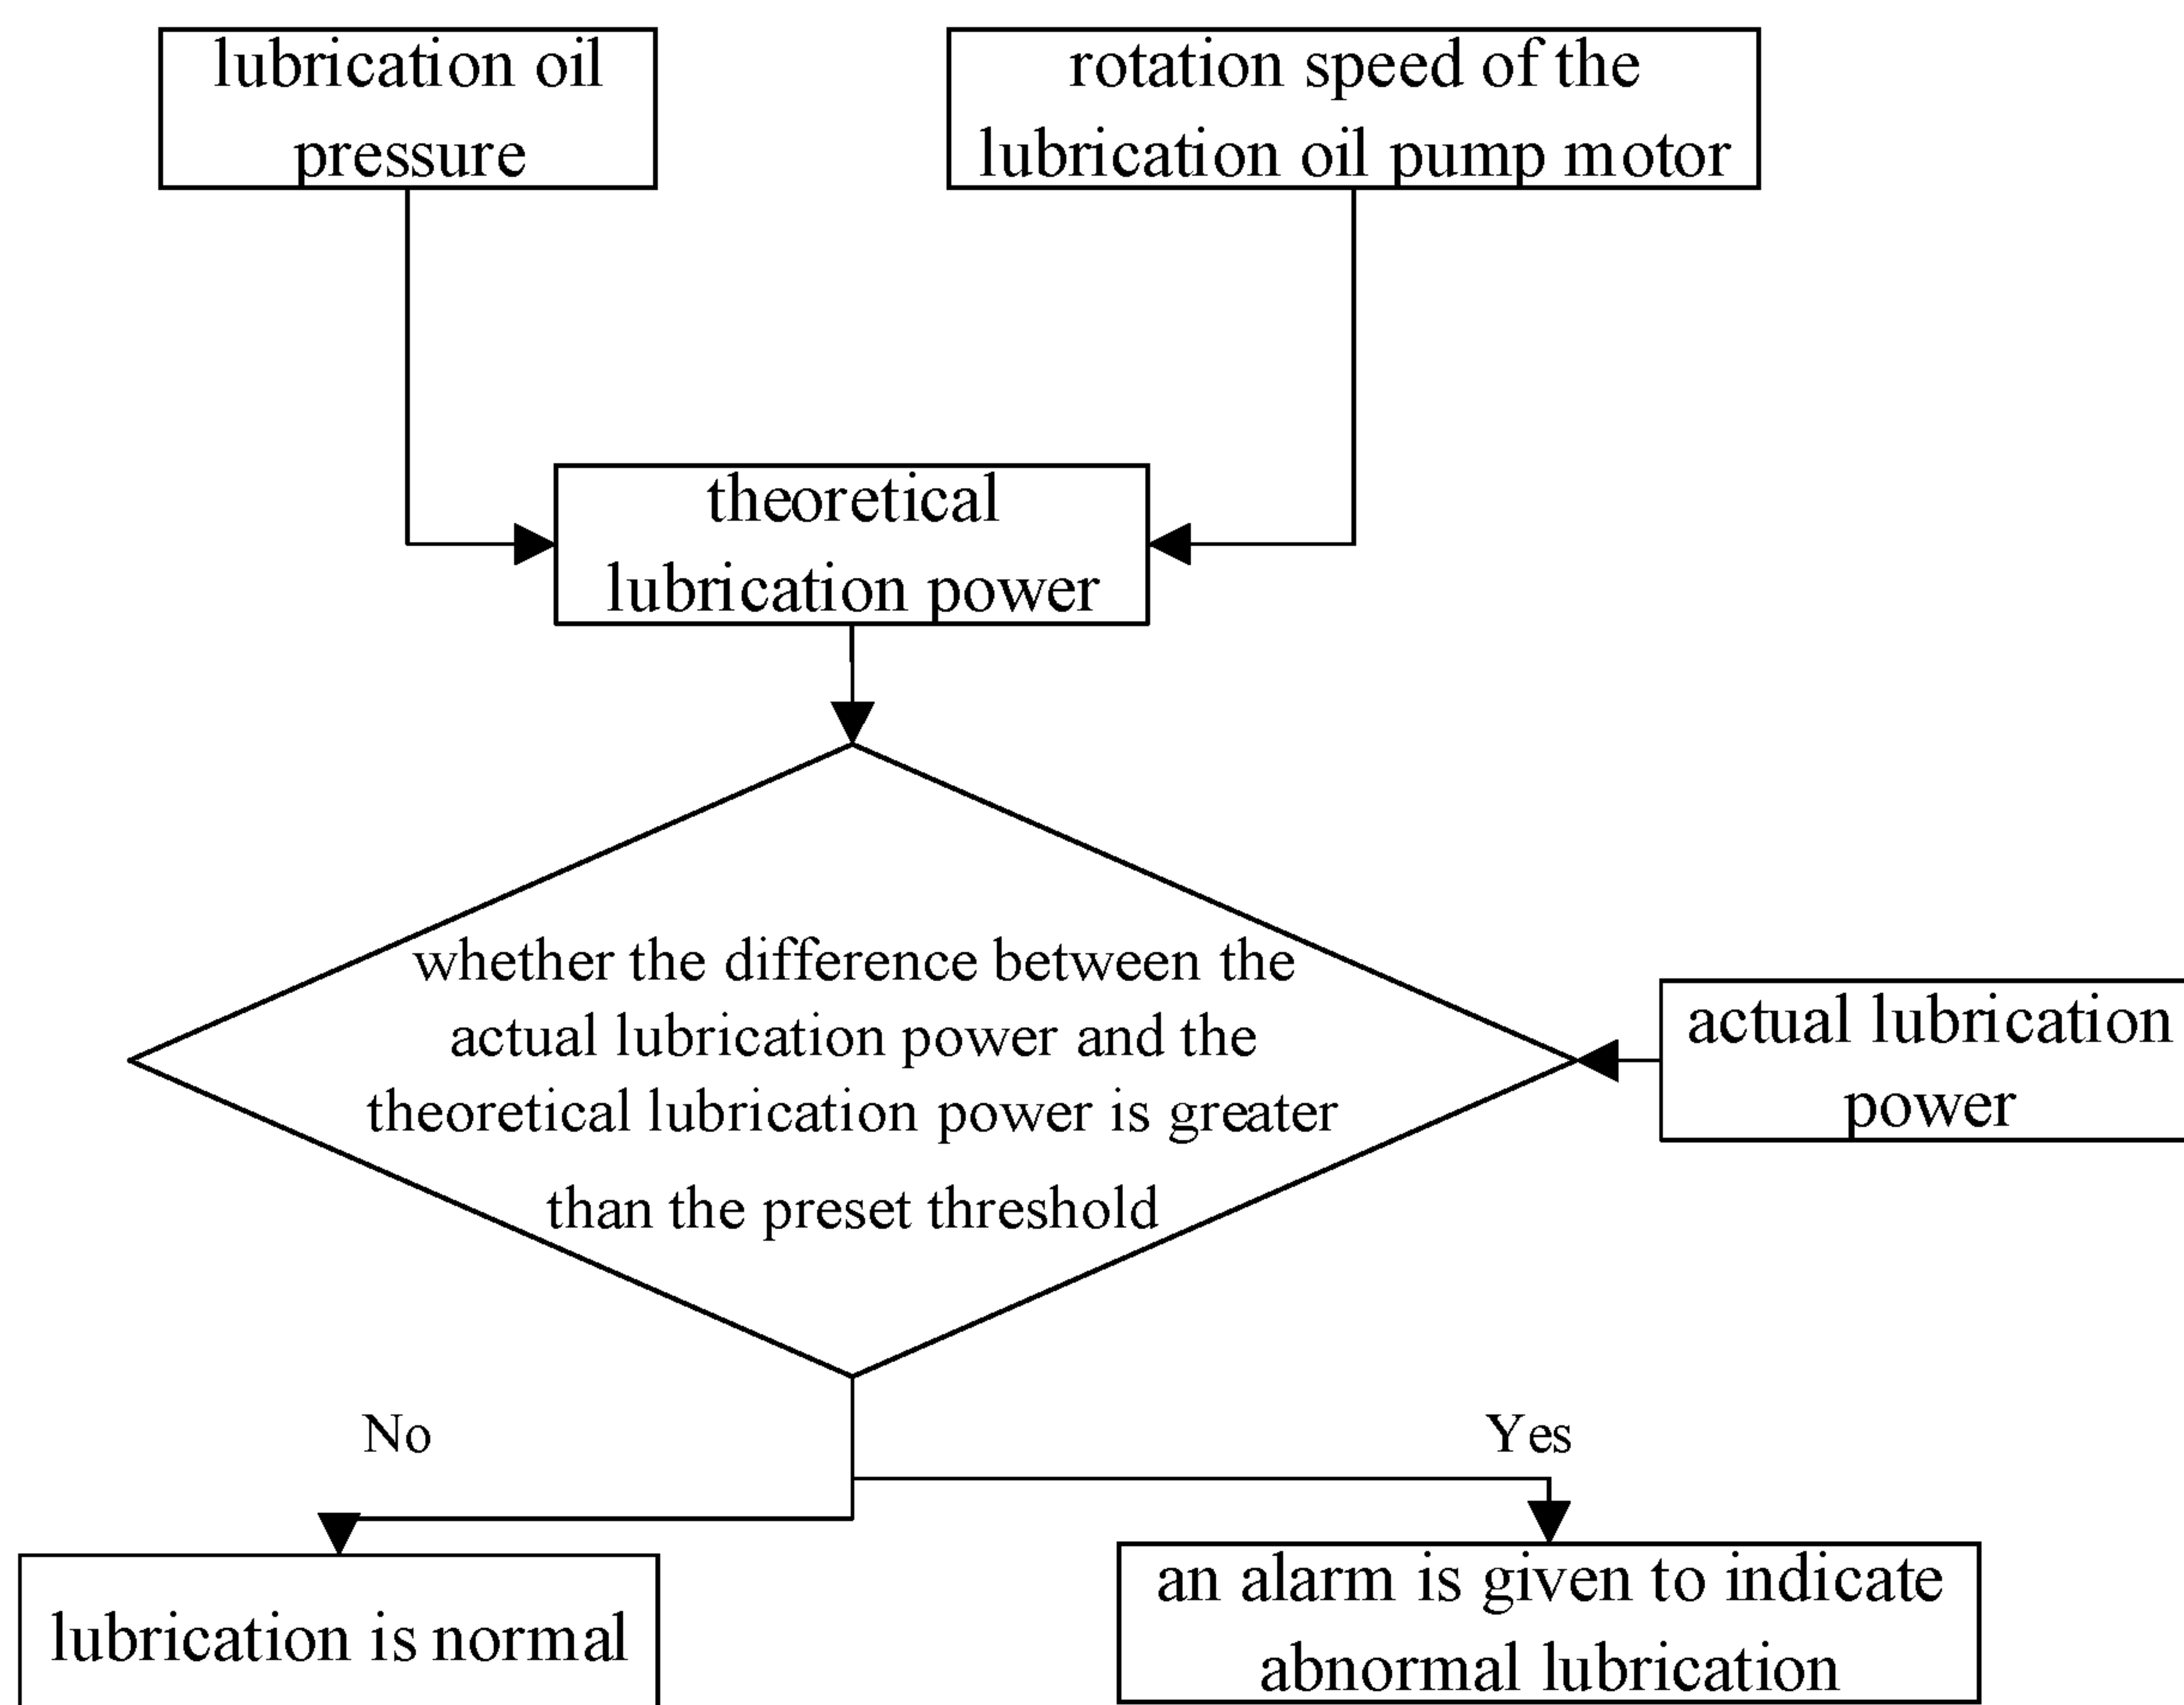 lubrication oil
pressure
rotation speed of the
lubrication oil pump motor
theoretical
lubrication power
whether the difference between the
actual lubrication power and the
theoretical lubrication power is greater
than the preset threshold
actual lubrication
power
No
Yes
lubrication is normal
an alarm is given to indicate
abnormal lubrication